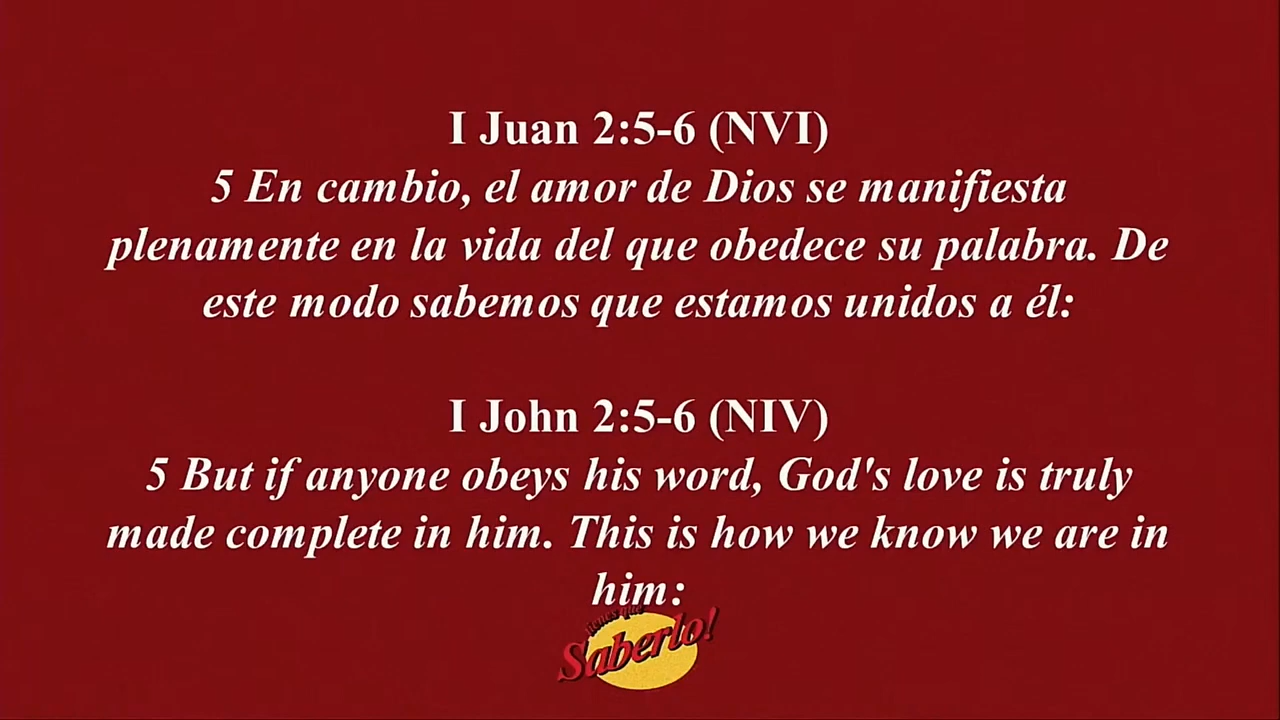 I Juan 2:5-6 (NVI)
5 En cambio, el amor de Dios se manifiesta
plenamente en la vida del que obedece su palabra. De
este modo sabemos que estamos unidos a él:
I John 2:5-6 (NIV)
5 But if anyone obeys his word, God's love is truly
made complete in him. This is how we know we are in
him:
tienes que
Saberlo!